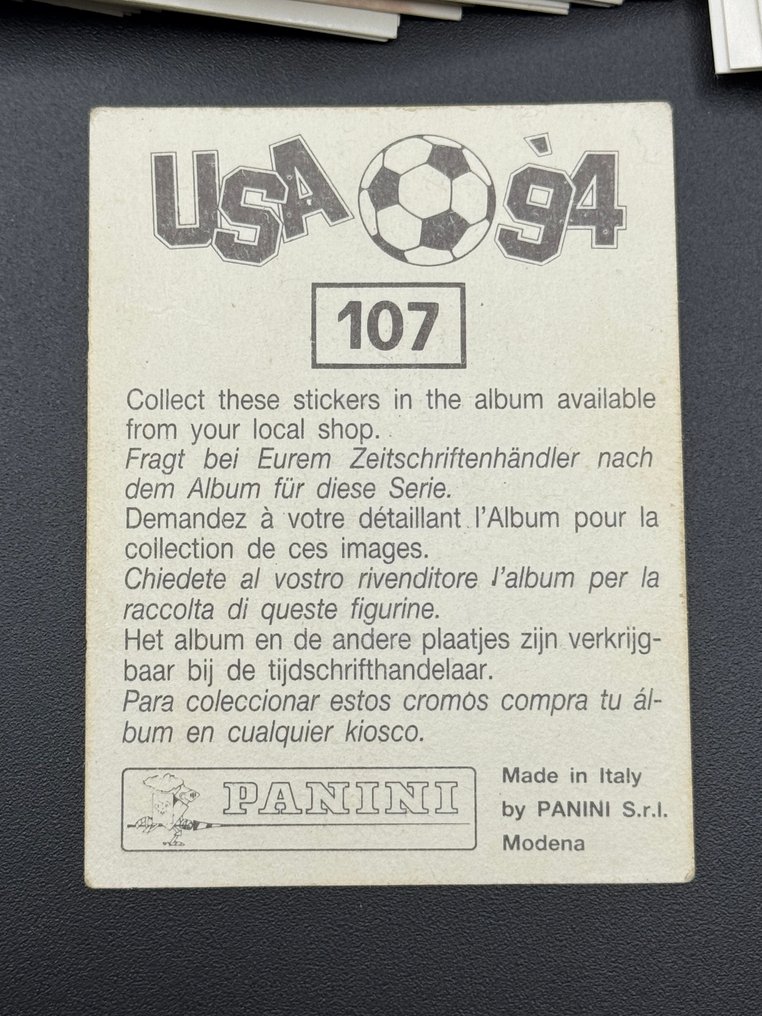 USA '94
107
Collect these stickers in the album available
from your local shop.
Fragt bei Eurem Zeitschriftenhändler nach
dem Album für diese Serie.
Demandez à votre détaillant l'Album pour la
collection de ces images.
Chiedete al vostro rivenditore l'album per la
raccolta di queste figurine.
Het album en de andere plaatjes zijn verkrijg-
baar bij de tijdschrifthandelaar.
Para coleccionar estos cromos compra tu ál-
bum en cualquier kiosco.
PANINI
Made in Italy
by PANINI S.r.l.
Modena